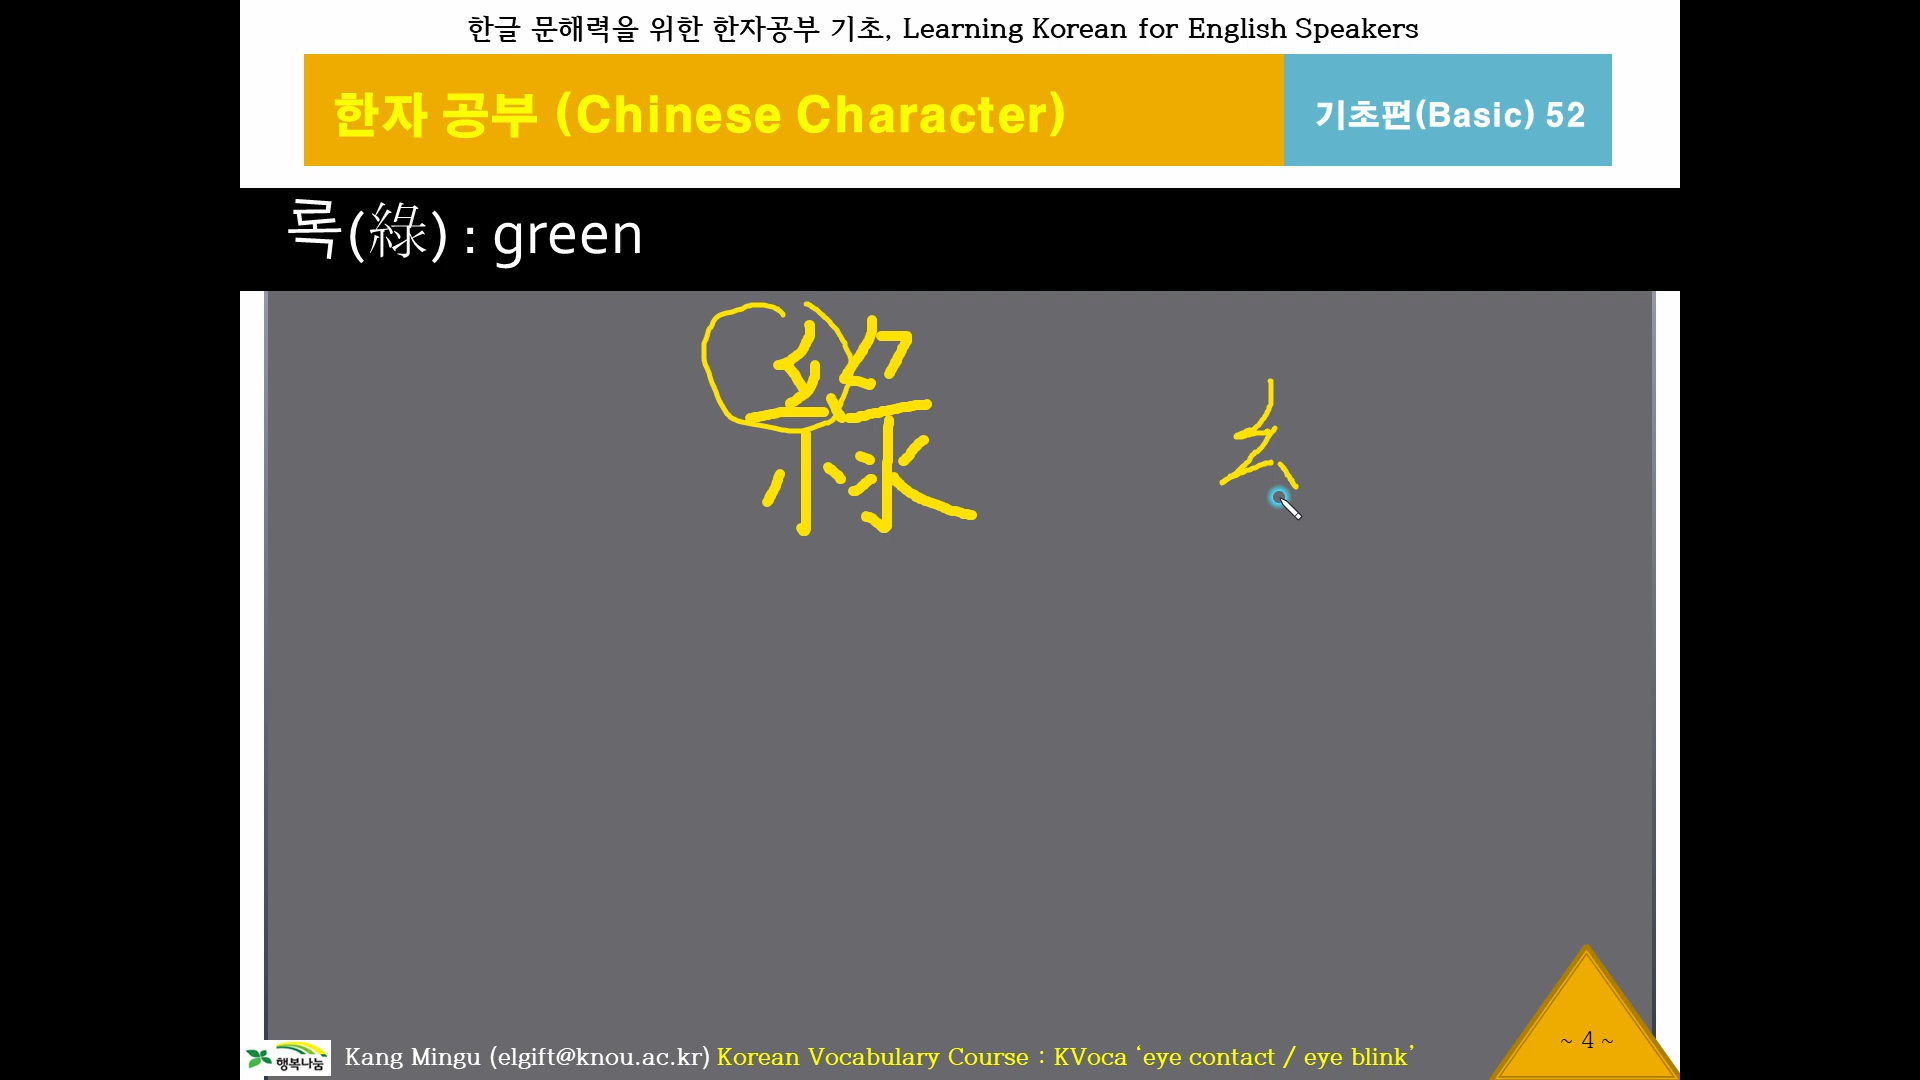 한글 문해력을 위한 한자공부 기초, Learning Korean for English Speakers
한자 공부 (Chinese Character)
기초편(Basic) 52
록(綠) : green
綠 幺
~ 4 ~
행복나눔
Kang Mingu (elgift@knou.ac.kr) Korean Vocabulary Course : KVoca ‘eye contact / eye blink’